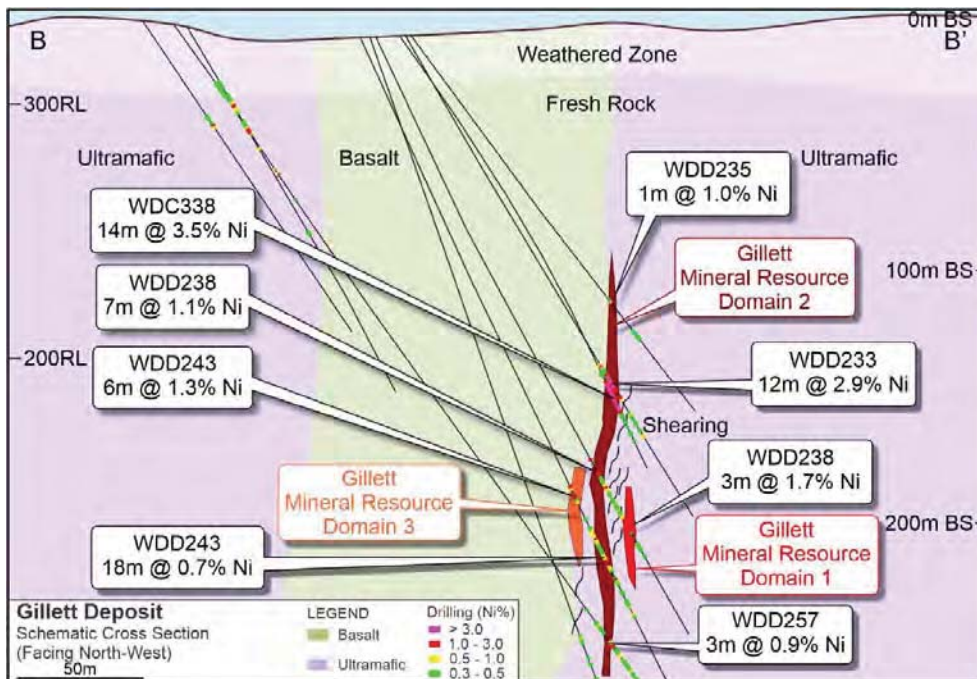 0m BS
B
B'
Weathered Zone
300RL
Fresh Rock
Ultramafic
Basalt
Ultramafic
WDD235
1m @ 1.0% Ni
WDC338
14m @ 3.5% Ni
Gillett
Mineral Resource
Domain 2
100m BS
WDD238
7m @ 1.1% Ni
200RL
WDD243
6m @ 1.3% Ni
WDD233
12m @ 2.9% Ni
Shearing
WDD238
3m @ 1.7% Ni
Gillett
Mineral Resource
Domain 3
200m BS
WDD243
18m @ 0.7% Ni
Gillett
Mineral Resource
Domain 1
WDD257
3m @ 0.9% Ni
Gillett Deposit
Schematic Cross Section
(Facing North-West)
50m
LEGEND
Basalt
Ultramafic
Drilling (Ni%)
> 3.0
1.0 - 3.0
0.5 - 1.0
0.3 - 0.5